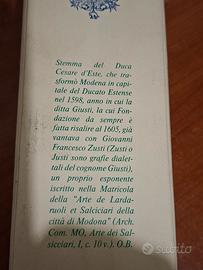 Stemma del Duca
Cesare d'Este, che tra-
sformò Modena in capi-
tale del Ducato Estense
nel 1598, anno in cui la
ditta Giusti, la cui Fon-
dazione da sempre è
fatta risalire al 1605, già
vantava con Giovanni
Francesco Zusti (Zusti o
Justi sono grafie dialet-
tali del cognome Giusti),
un proprio esponente
iscritto nella Matricola
della "Arte de Larda-
ruoli et Salciciari della
città di Modona" (Arch.
Com. MO, Arte dei Sal-
sicciari, I, c. 10 v.). O.B.
subito.it